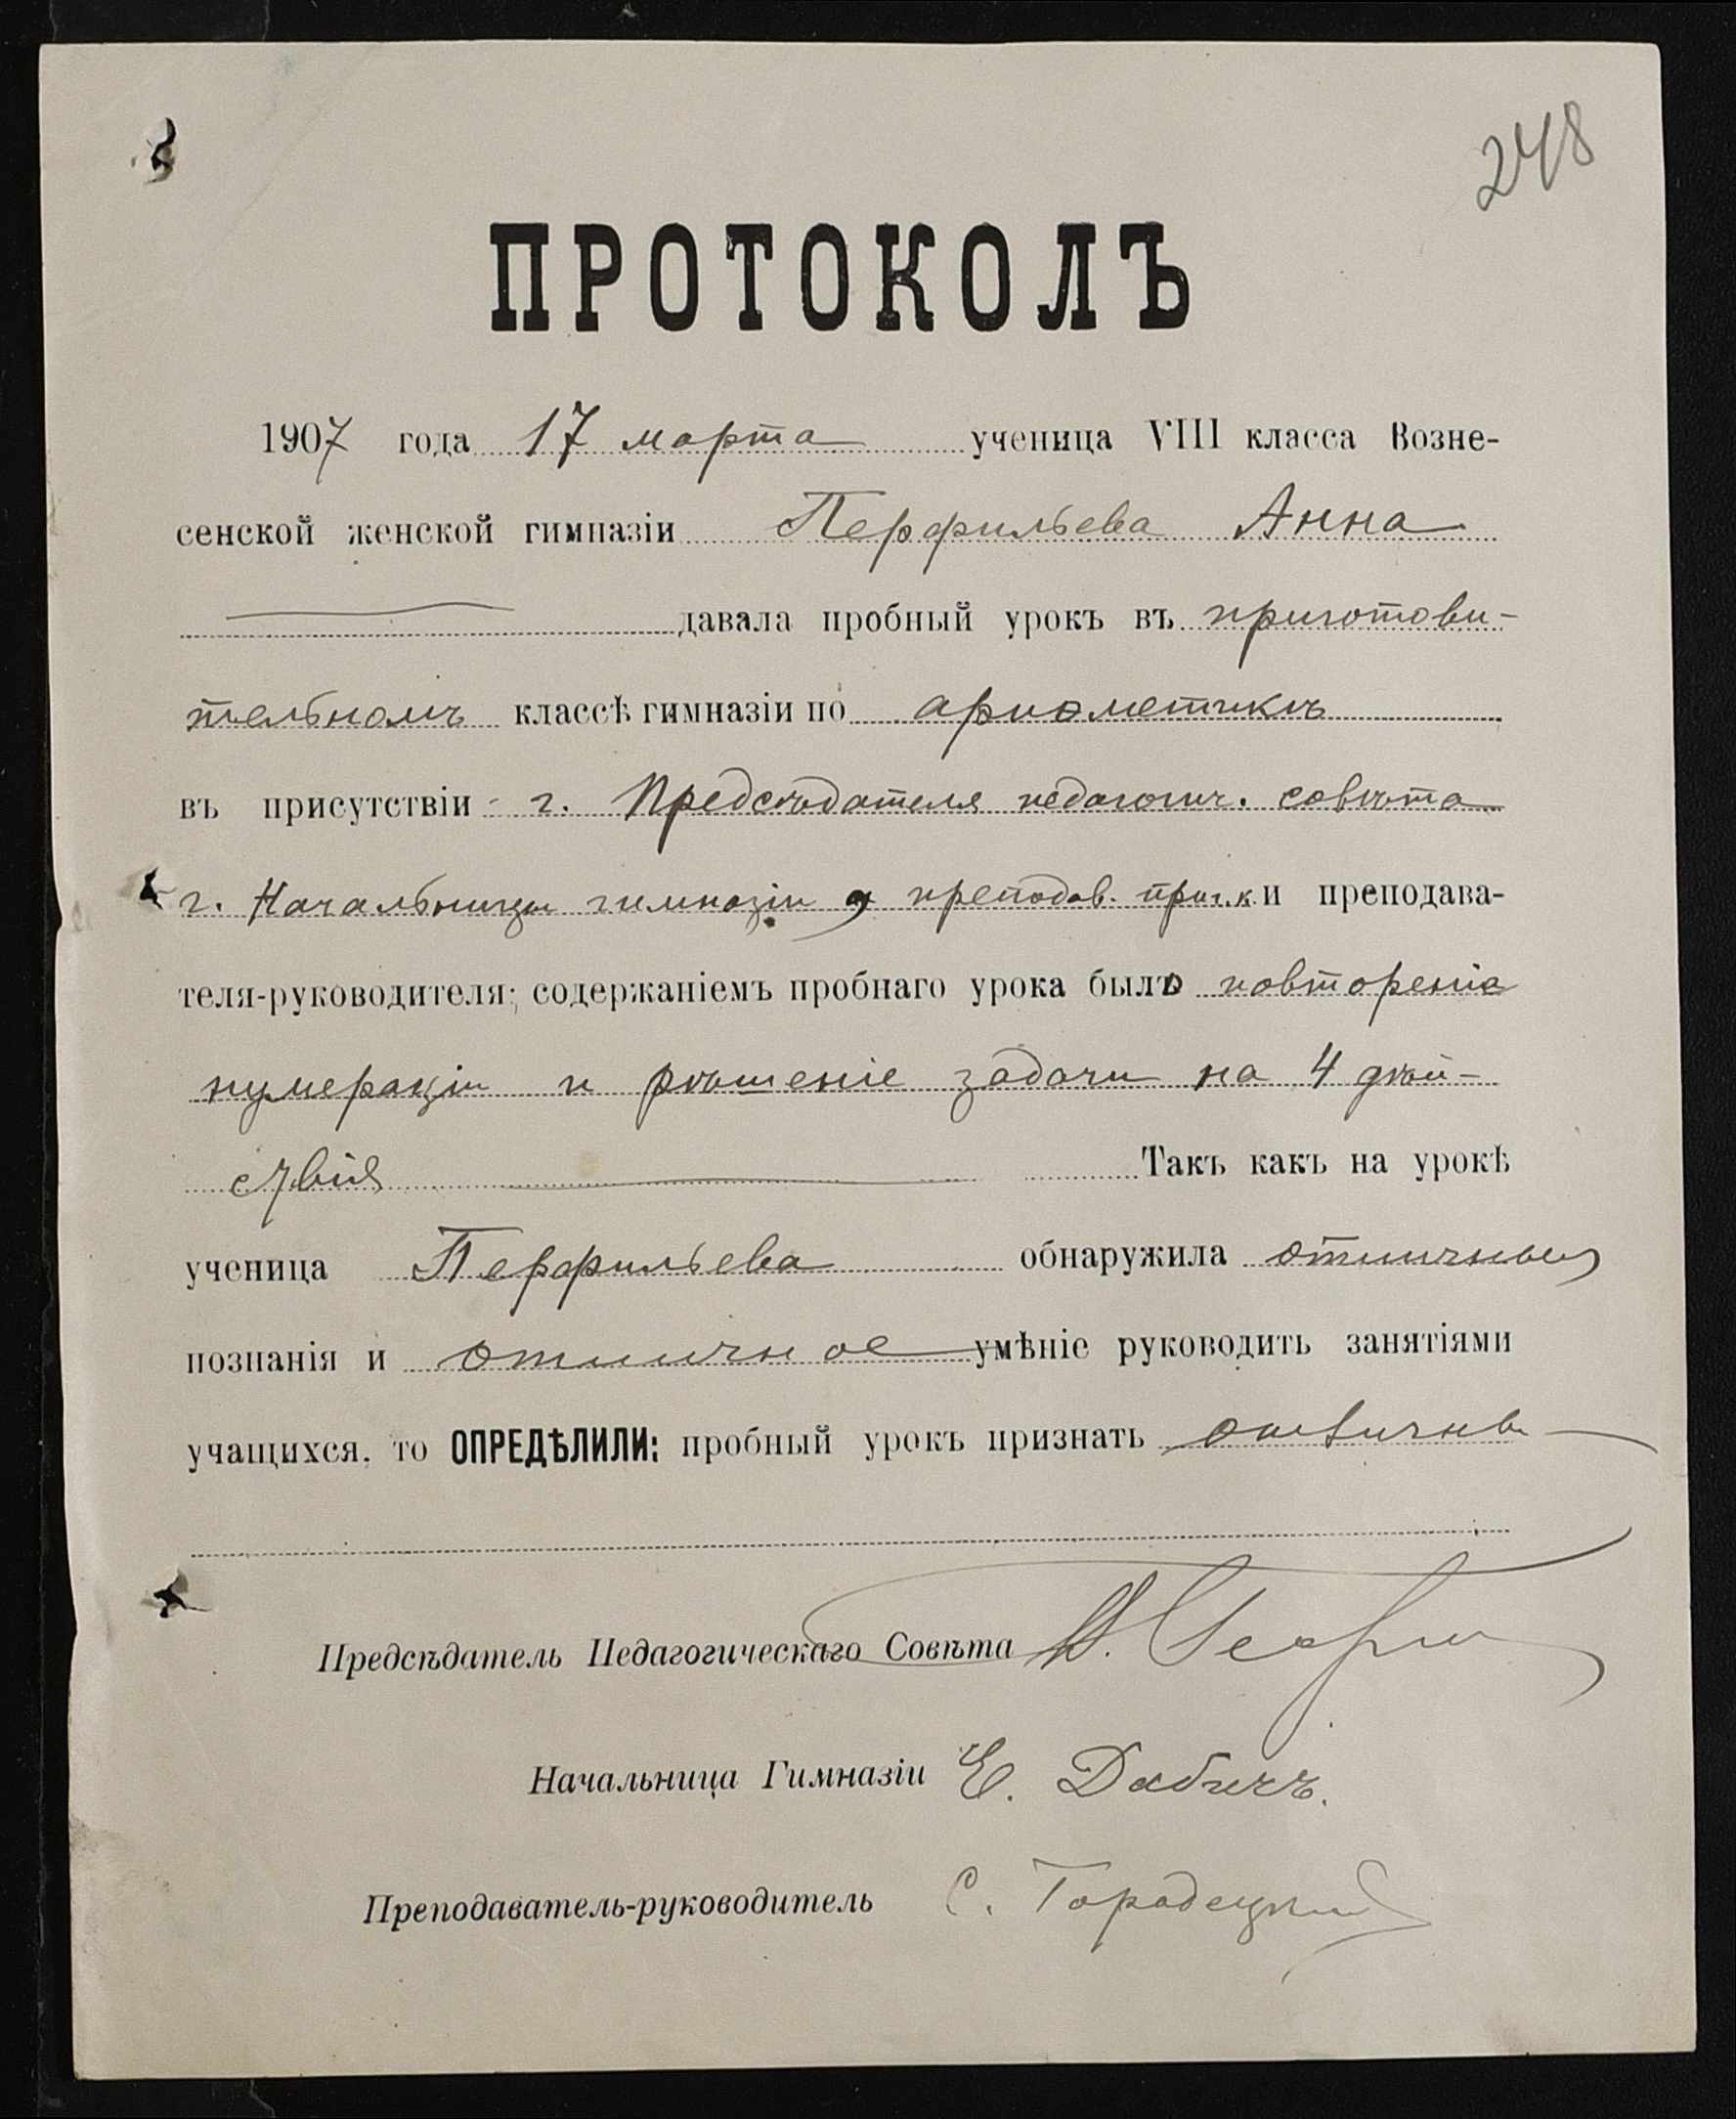 248
ПРОТОКОЛЪ
1907 года 17 марта ученица VIII класса Возне-
сенской женской гимназіи Перфильева Анна
давала пробный урокъ въ приготови-
тельномъ классѣ гимназіи по ариѳметикѣ
въ присутствіи г. Предсѣдателя педагогич. совѣта
г. Начальницы гимназіи, преподав. приг. к. и преподава-
теля-руководителя; содержаніемъ пробнаго урока было повтореніе
нумераціи и рѣшеніе задачи на 4 дѣй-
ствія Такъ какъ на урокѣ
ученица Перфильева обнаружила отличныя
познанія и отличное умѣніе руководить занятіями
учащихся, то ОПРЕДѢЛИЛИ: пробный урокъ признать
Предсѣдатель Педагогическаго Совѣта
Начальница Гимназіи Е. Дабичъ.
Преподаватель-руководитель С. Городецкій